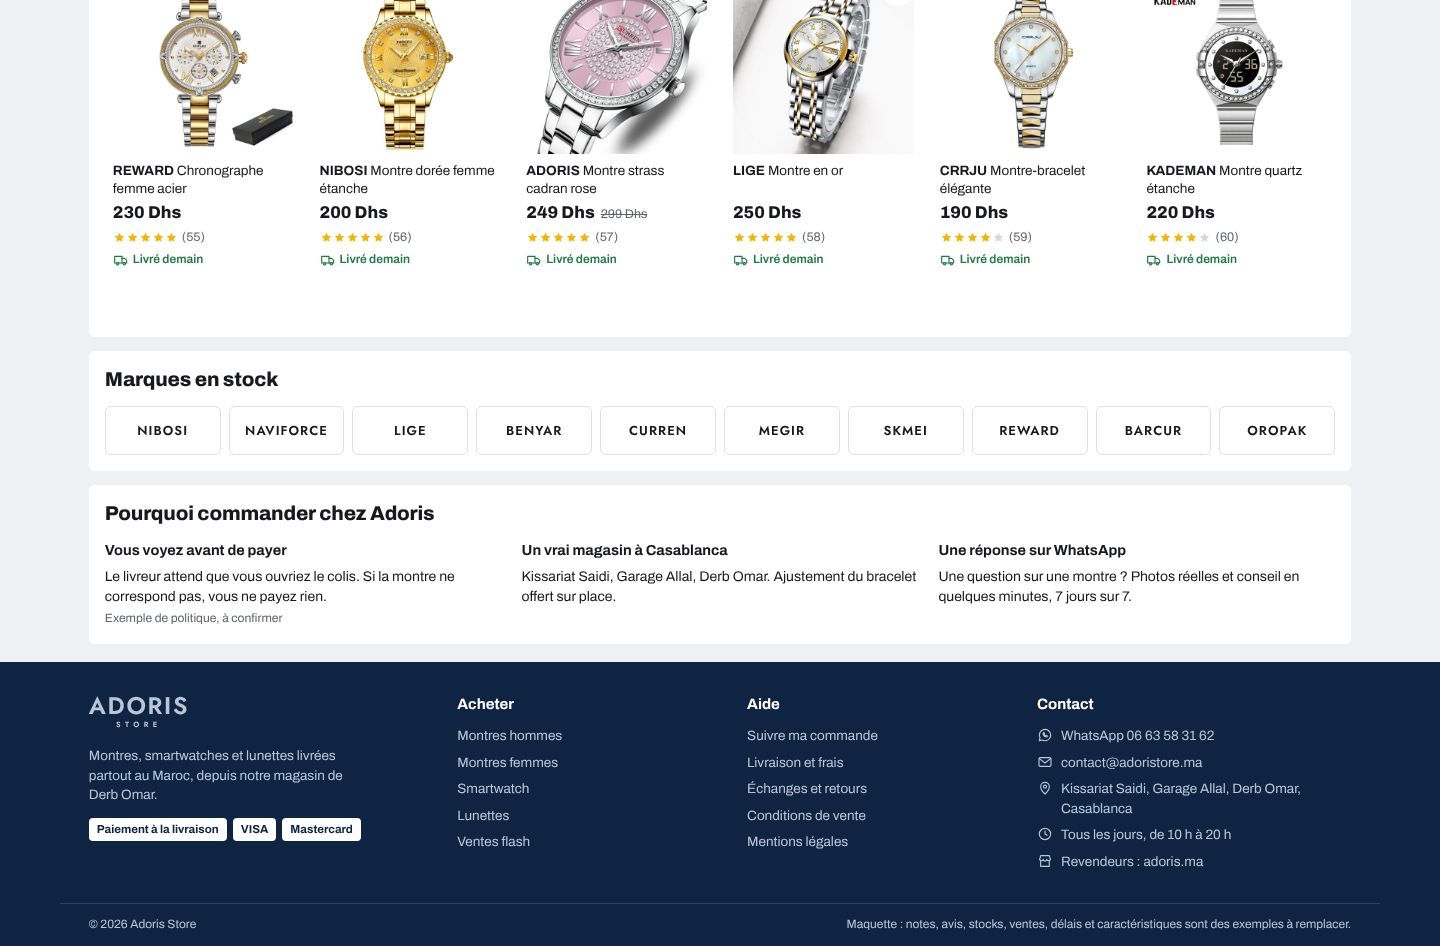 KADEMAN
REWARD Chronographe
femme acier
230 Dhs
(55)
Livré demain
NIBOSI Montre dorée femme
étanche
200 Dhs
(56)
Livré demain
ADORIS Montre strass
cadran rose
249 Dhs 299 Dhs
(57)
Livré demain
LIGE Montre en or
250 Dhs
(58)
Livré demain
CRRJU Montre-bracelet
élégante
190 Dhs
(59)
Livré demain
KADEMAN Montre quartz
étanche
220 Dhs
(60)
Livré demain
Marques en stock
NIBOSI
NAVIFORCE
LIGE
BENYAR
CURREN
MEGIR
SKMEI
REWARD
BARCUR
OROPAK
Pourquoi commander chez Adoris
Vous voyez avant de payer
Le livreur attend que vous ouvriez le colis. Si la montre ne
correspond pas, vous ne payez rien.
Exemple de politique, à confirmer
Un vrai magasin à Casablanca
Kissariat Saidi, Garage Allal, Derb Omar. Ajustement du bracelet
offert sur place.
Une réponse sur WhatsApp
Une question sur une montre ? Photos réelles et conseil en
quelques minutes, 7 jours sur 7.
ADORIS
STORE
Montres, smartwatches et lunettes livrées
partout au Maroc, depuis notre magasin de
Derb Omar.
Paiement à la livraison
VISA
Mastercard
Acheter
Montres hommes
Montres femmes
Smartwatch
Lunettes
Ventes flash
Aide
Suivre ma commande
Livraison et frais
Échanges et retours
Conditions de vente
Mentions légales
Contact
WhatsApp 06 63 58 31 62
contact@adoristore.ma
Kissariat Saidi, Garage Allal, Derb Omar,
Casablanca
Tous les jours, de 10 h à 20 h
Revendeurs : adoris.ma
© 2026 Adoris Store
Maquette : notes, avis, stocks, ventes, délais et caractéristiques sont des exemples à remplacer.